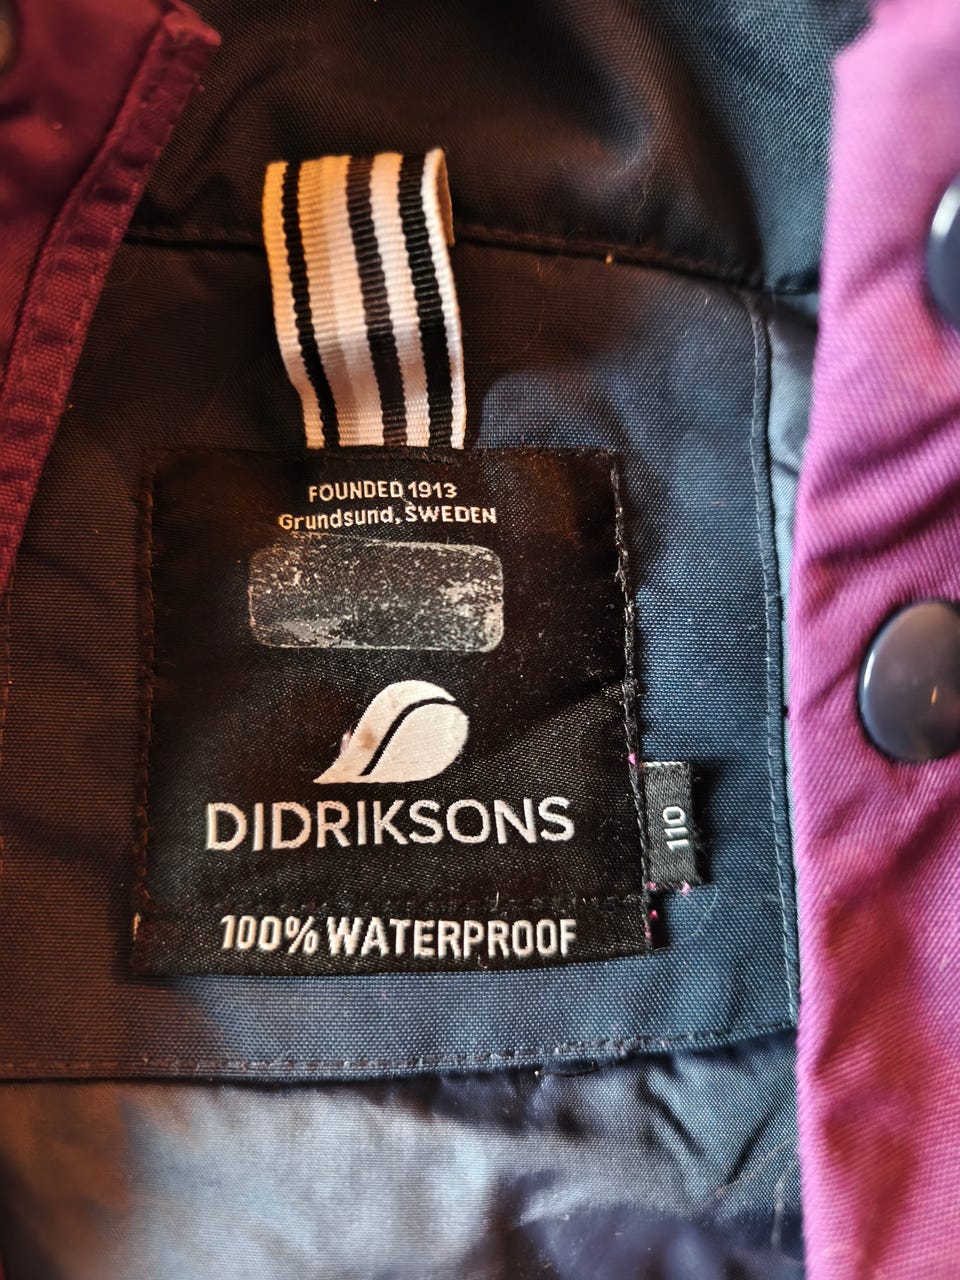 FOUNDED 1913
Grundsund, SWEDEN
DIDRIKSONS
110
100% WATERPROOF